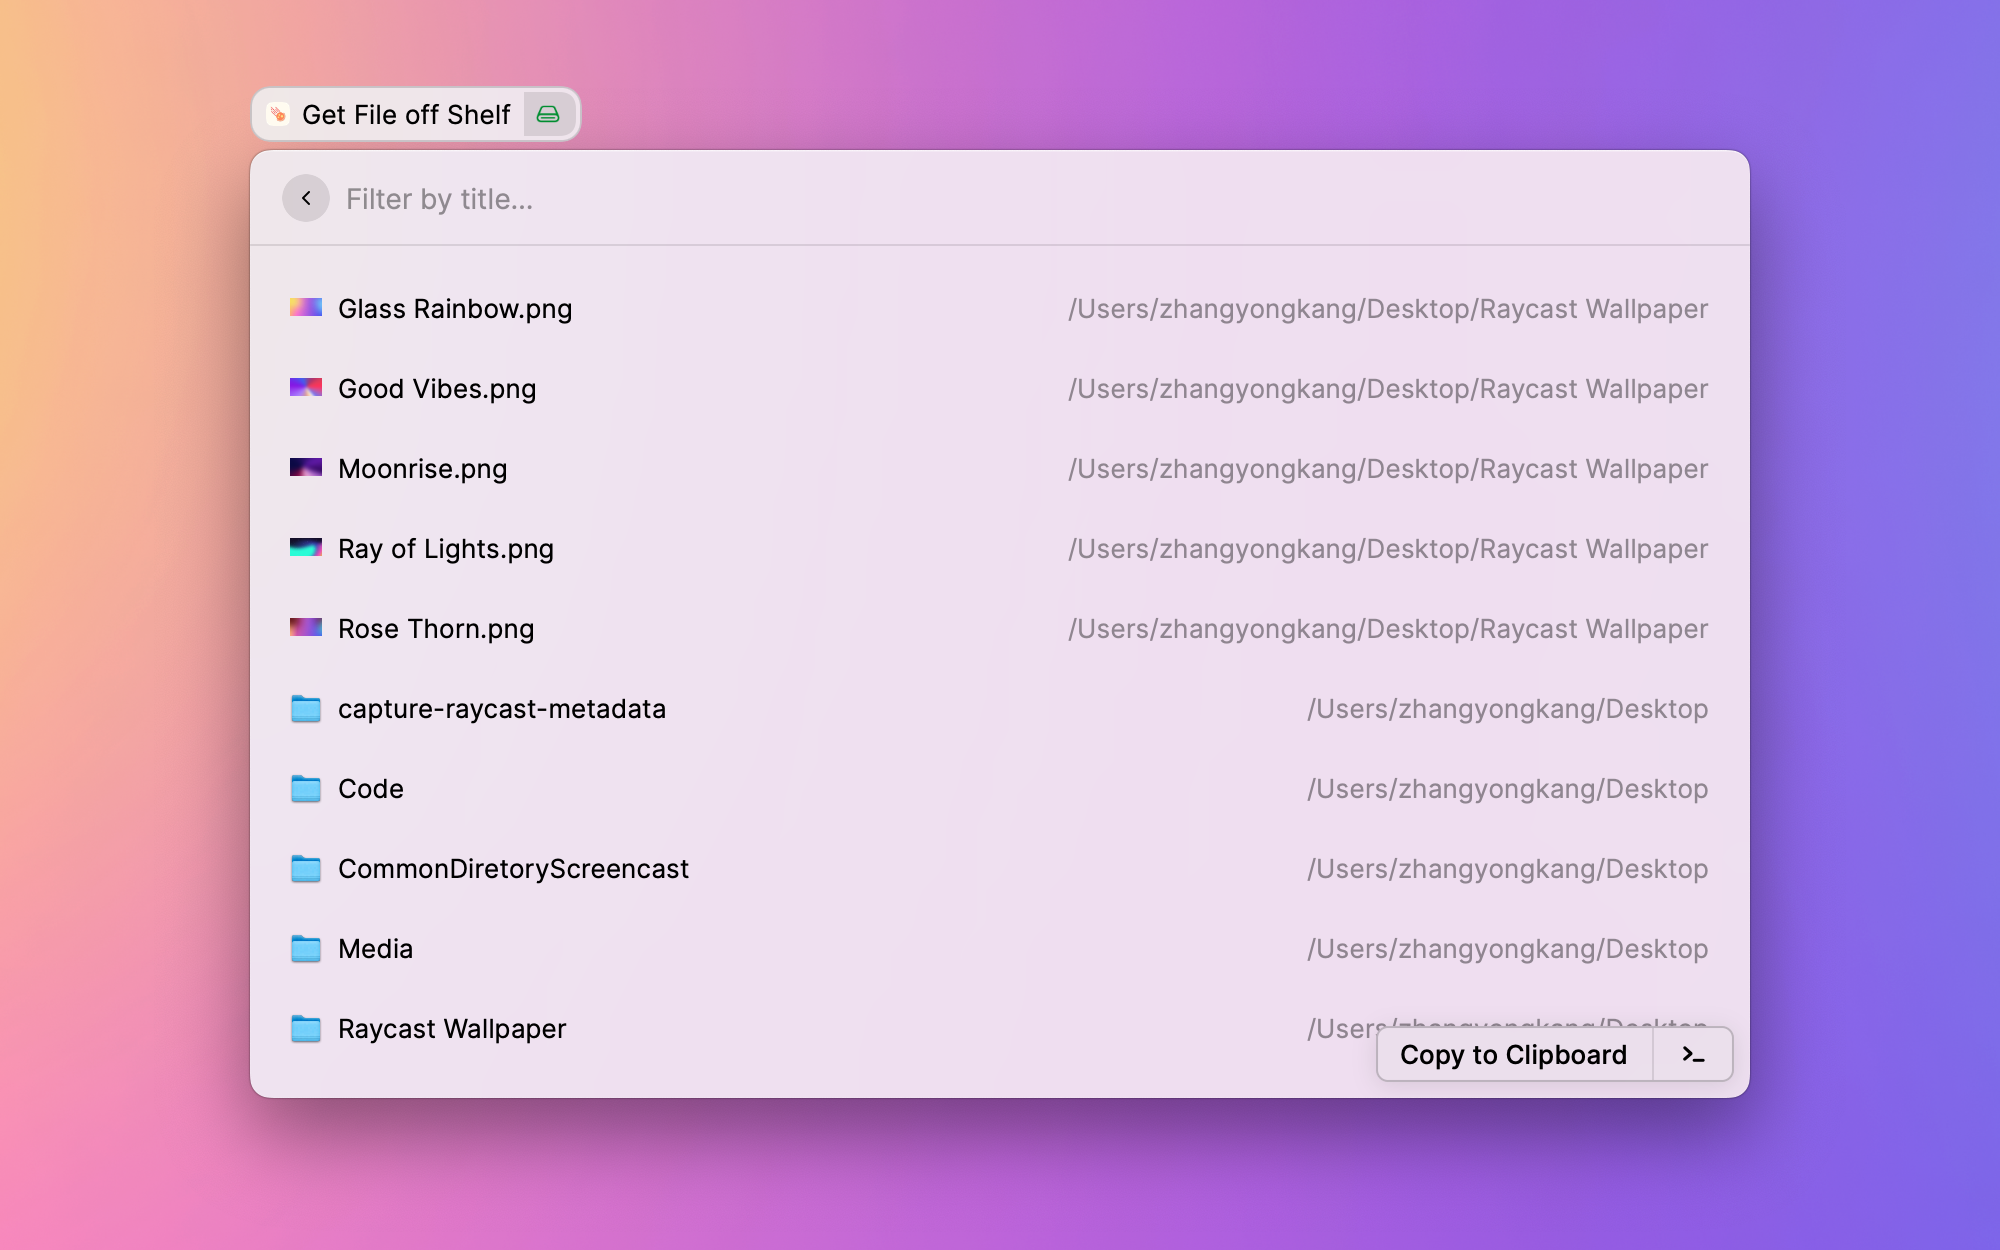 Get File off Shelf
Filter by title...
Glass Rainbow.png /Users/zhangyongkang/Desktop/Raycast Wallpaper
Good Vibes.png /Users/zhangyongkang/Desktop/Raycast Wallpaper
Moonrise.png /Users/zhangyongkang/Desktop/Raycast Wallpaper
Ray of Lights.png /Users/zhangyongkang/Desktop/Raycast Wallpaper
Rose Thorn.png /Users/zhangyongkang/Desktop/Raycast Wallpaper
capture-raycast-metadata /Users/zhangyongkang/Desktop
Code /Users/zhangyongkang/Desktop
CommonDiretoryScreencast /Users/zhangyongkang/Desktop
Media /Users/zhangyongkang/Desktop
Raycast Wallpaper /Users/zhangyongkang/Desktop
Copy to Clipboard